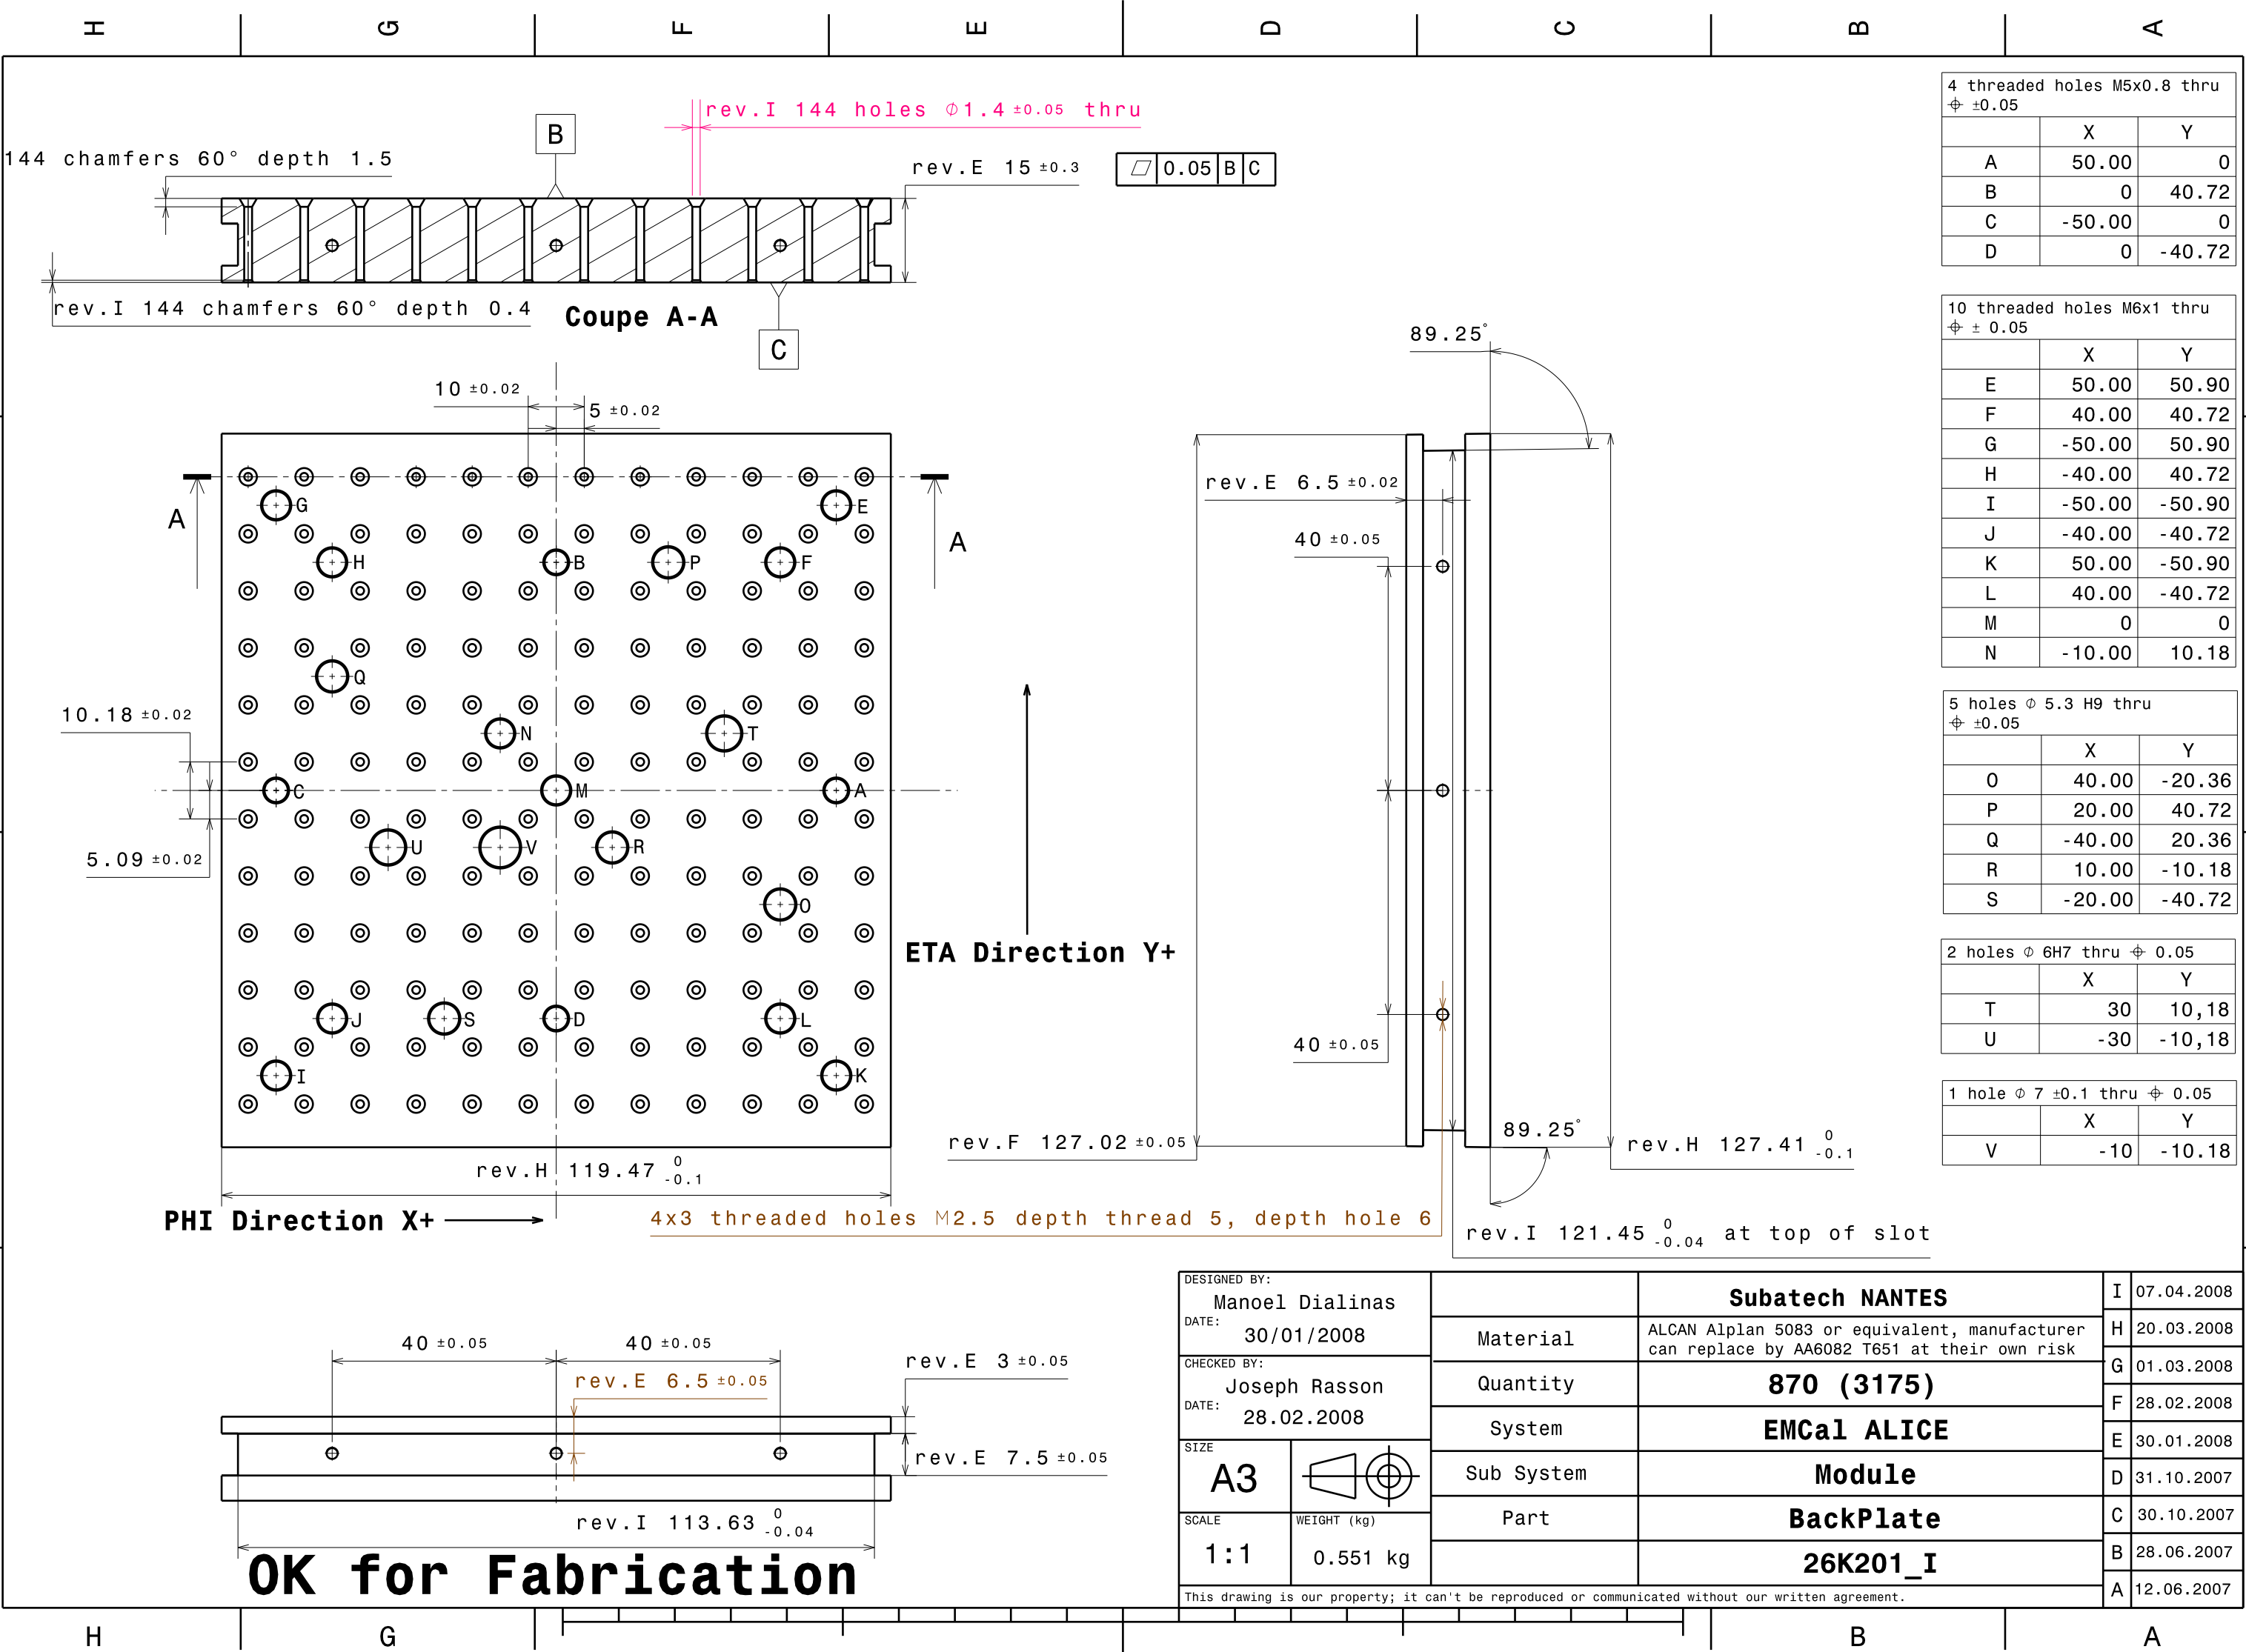 H G F E D C B A
rev.I 144 holes ⌀1.4 ±0.05 thru
B
144 chamfers 60° depth 1.5
rev.E 15 ±0.3
0.05 B C
rev.I 144 chamfers 60° depth 0.4
Coupe A-A
C
10 ±0.02
5 ±0.02
A A
G E
H B P F
Q
N T
10.18 ±0.02
C M A
5.09 ±0.02
U V R
O
J S D L
I K
ETA Direction Y+
rev.H 119.47 0 -0.1
PHI Direction X+
89.25°
rev.E 6.5 ±0.02
40 ±0.05
40 ±0.05
rev.F 127.02 ±0.05
89.25°
rev.H 127.41 0 -0.1
4x3 threaded holes M2.5 depth thread 5, depth hole 6
rev.I 121.45 0 -0.04 at top of slot
40 ±0.05 40 ±0.05
rev.E 6.5 ±0.05
rev.E 3 ±0.05
rev.E 7.5 ±0.05
rev.I 113.63 0 -0.04
OK for Fabrication
4 threaded holes M5x0.8 thru
⌖ ±0.05
X Y
A 50.00 0
B 0 40.72
C -50.00 0
D 0 -40.72
10 threaded holes M6x1 thru
⌖ ± 0.05
X Y
E 50.00 50.90
F 40.00 40.72
G -50.00 50.90
H -40.00 40.72
I -50.00 -50.90
J -40.00 -40.72
K 50.00 -50.90
L 40.00 -40.72
M 0 0
N -10.00 10.18
5 holes ⌀ 5.3 H9 thru
⌖ ±0.05
X Y
O 40.00 -20.36
P 20.00 40.72
Q -40.00 20.36
R 10.00 -10.18
S -20.00 -40.72
2 holes ⌀ 6H7 thru ⌖ 0.05
X Y
T 30 10,18
U -30 -10,18
1 hole ⌀ 7 ±0.1 thru ⌖ 0.05
X Y
V -10 -10.18
DESIGNED BY:
Manoel Dialinas
DATE:
30/01/2008
CHECKED BY:
Joseph Rasson
DATE:
28.02.2008
SIZE
A3
SCALE
1:1
WEIGHT (kg)
0.551 kg
Subatech NANTES
Material
ALCAN Alplan 5083 or equivalent, manufacturer
can replace by AA6082 T651 at their own risk
Quantity 870 (3175)
System EMCal ALICE
Sub System Module
Part BackPlate
26K201_I
This drawing is our property; it can't be reproduced or communicated without our written agreement.
I 07.04.2008
H 20.03.2008
G 01.03.2008
F 28.02.2008
E 30.01.2008
D 31.10.2007
C 30.10.2007
B 28.06.2007
A 12.06.2007
H G B A